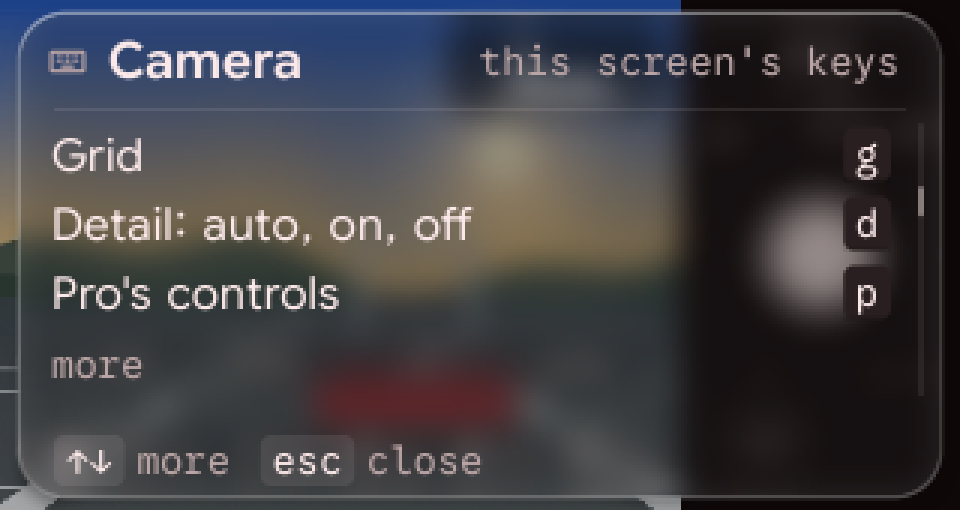 Camera this screen's keys
Grid g
Detail: auto, on, off d
Pro's controls p
more
↑↓ more esc close